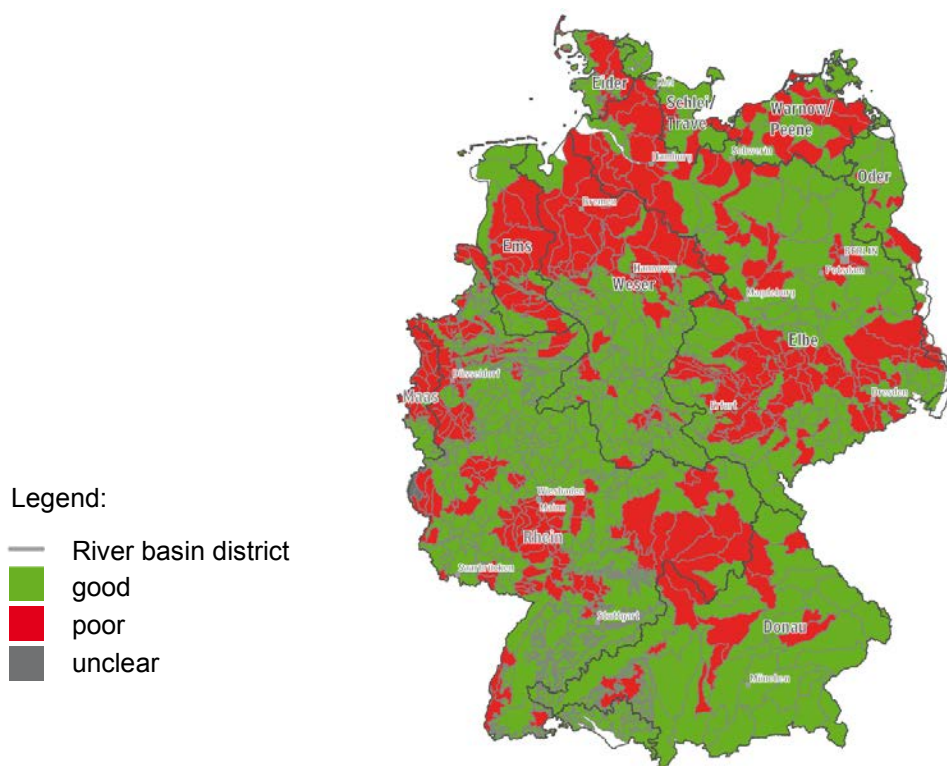 Eider
Kiel
Schlei/
Trave
Warnow/
Peene
Schwerin
Hamburg
Oder
Bremen
Ems
BERLIN
Potsdam
Hannover
Weser
Magdeburg
Elbe
Düsseldorf
Maas
Erfurt
Dresden
Legend:
River basin district
good
poor
unclear
Wiesbaden
Mainz
Rhein
Saarbrücken
Stuttgart
Donau
München